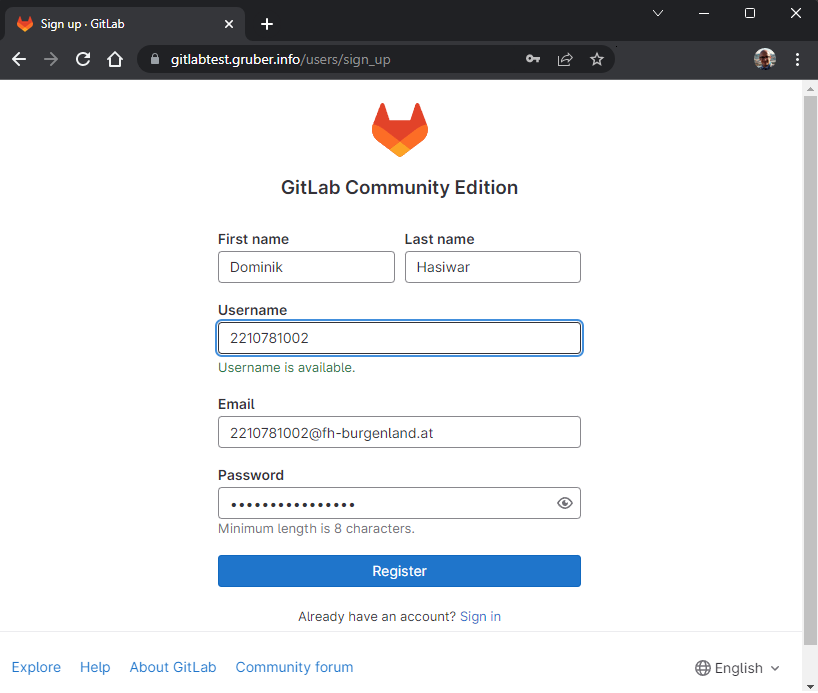 Sign up · GitLab
gitlabtest.gruber.info/users/sign_up
GitLab Community Edition
First name Last name
Dominik Hasiwar
Username
2210781002
Username is available.
Email
2210781002@fh-burgenland.at
Password
••••••••••••••••
Minimum length is 8 characters.
Register
Already have an account? Sign in
Explore Help About GitLab Community forum English